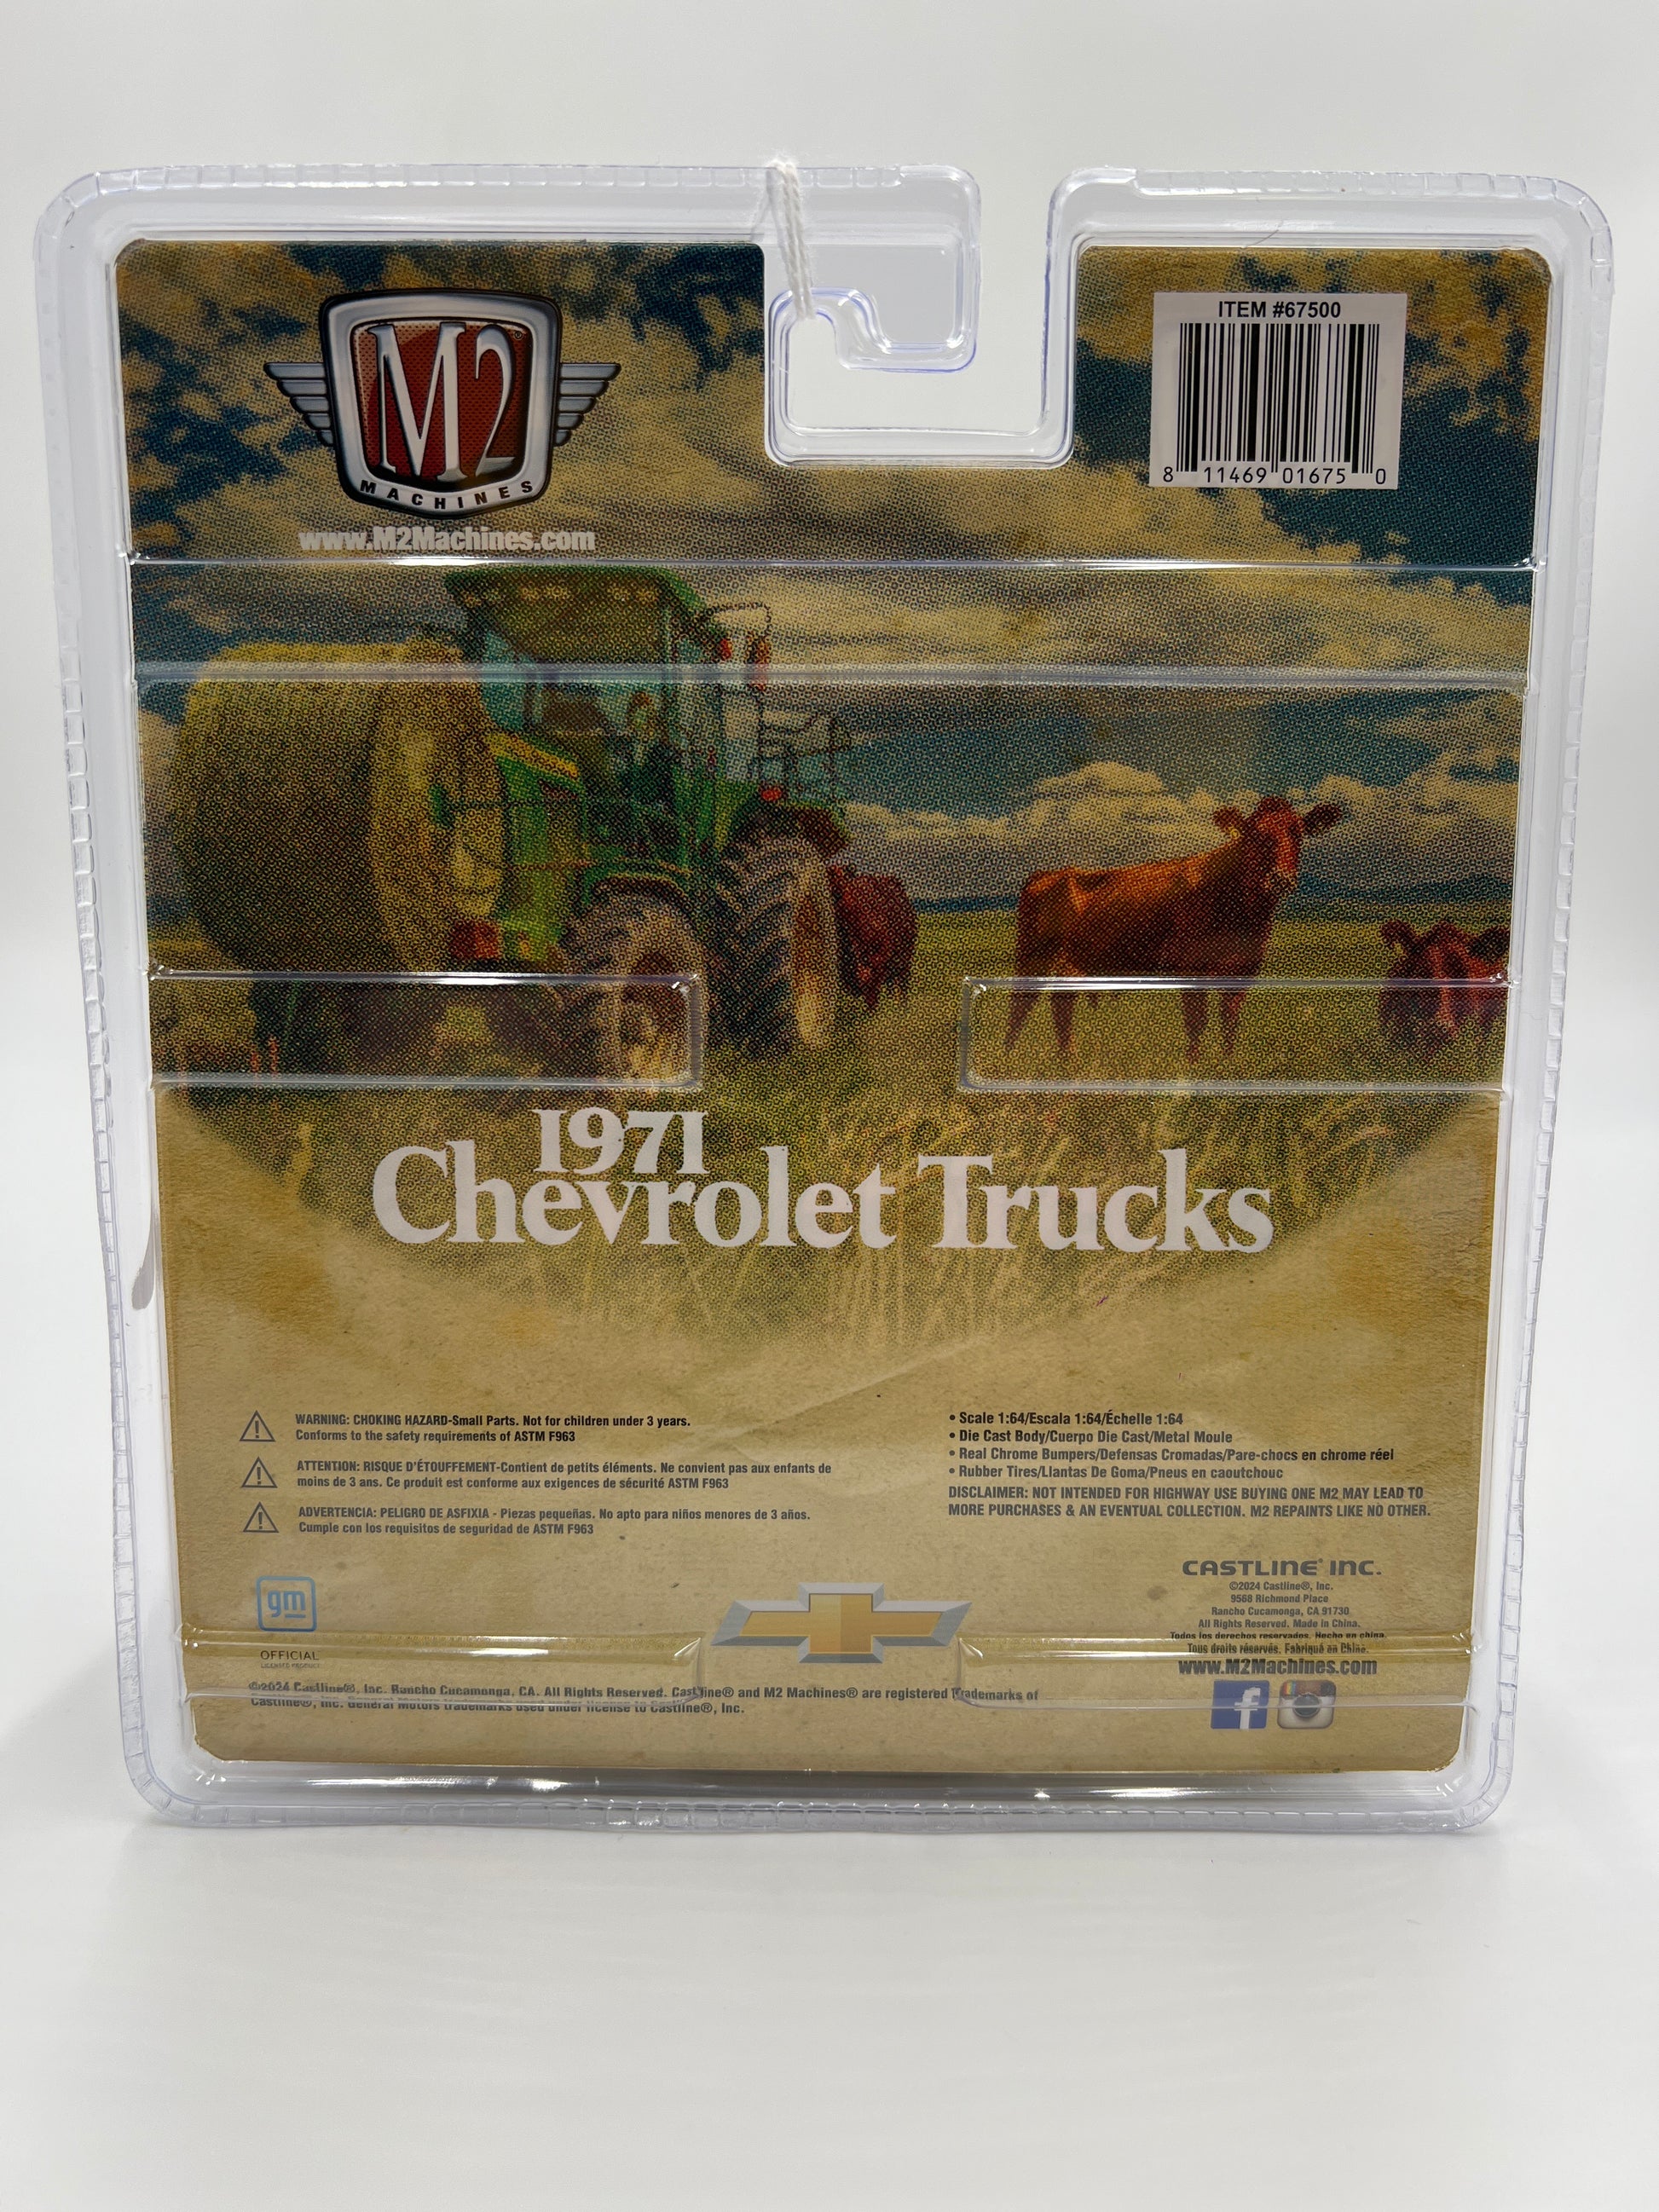 M2
MACHINES
www.M2Machines.com
ITEM #67500
8 11469 01675 0
1971
Chevrolet Trucks
WARNING: CHOKING HAZARD-Small Parts. Not for children under 3 years.
Conforms to the safety requirements of ASTM F963
ATTENTION: RISQUE D'ÉTOUFFEMENT-Contient de petits éléments. Ne convient pas aux enfants de
moins de 3 ans. Ce produit est conforme aux exigences de sécurité ASTM F963
ADVERTENCIA: PELIGRO DE ASFIXIA - Piezas pequeñas. No apto para niños menores de 3 años.
Cumple con los requisitos de seguridad de ASTM F963
• Scale 1:64/Escala 1:64/Échelle 1:64
• Die Cast Body/Cuerpo Die Cast/Metal Moule
• Real Chrome Bumpers/Defensas Cromadas/Pare-chocs en chrome réel
• Rubber Tires/Llantas De Goma/Pneus en caoutchouc
DISCLAIMER: NOT INTENDED FOR HIGHWAY USE BUYING ONE M2 MAY LEAD TO
MORE PURCHASES & AN EVENTUAL COLLECTION. M2 REPAINTS LIKE NO OTHER.
gm
OFFICIAL
LICENSED PRODUCT
CASTLINE® INC.
©2024 Castline®, Inc.
9568 Richmond Place
Rancho Cucamonga, CA 91730
All Rights Reserved. Made in China.
Todos los derechos reservados. Hecho en china.
Tous droits réservés. Fabriqué en Chine.
www.M2Machines.com
©2024 Castline®, Inc. Rancho Cucamonga, CA. All Rights Reserved. Castline® and M2 Machines® are registered Trademarks of
Castline®, Inc. General Motors trademarks used under license to Castline®, Inc.
f